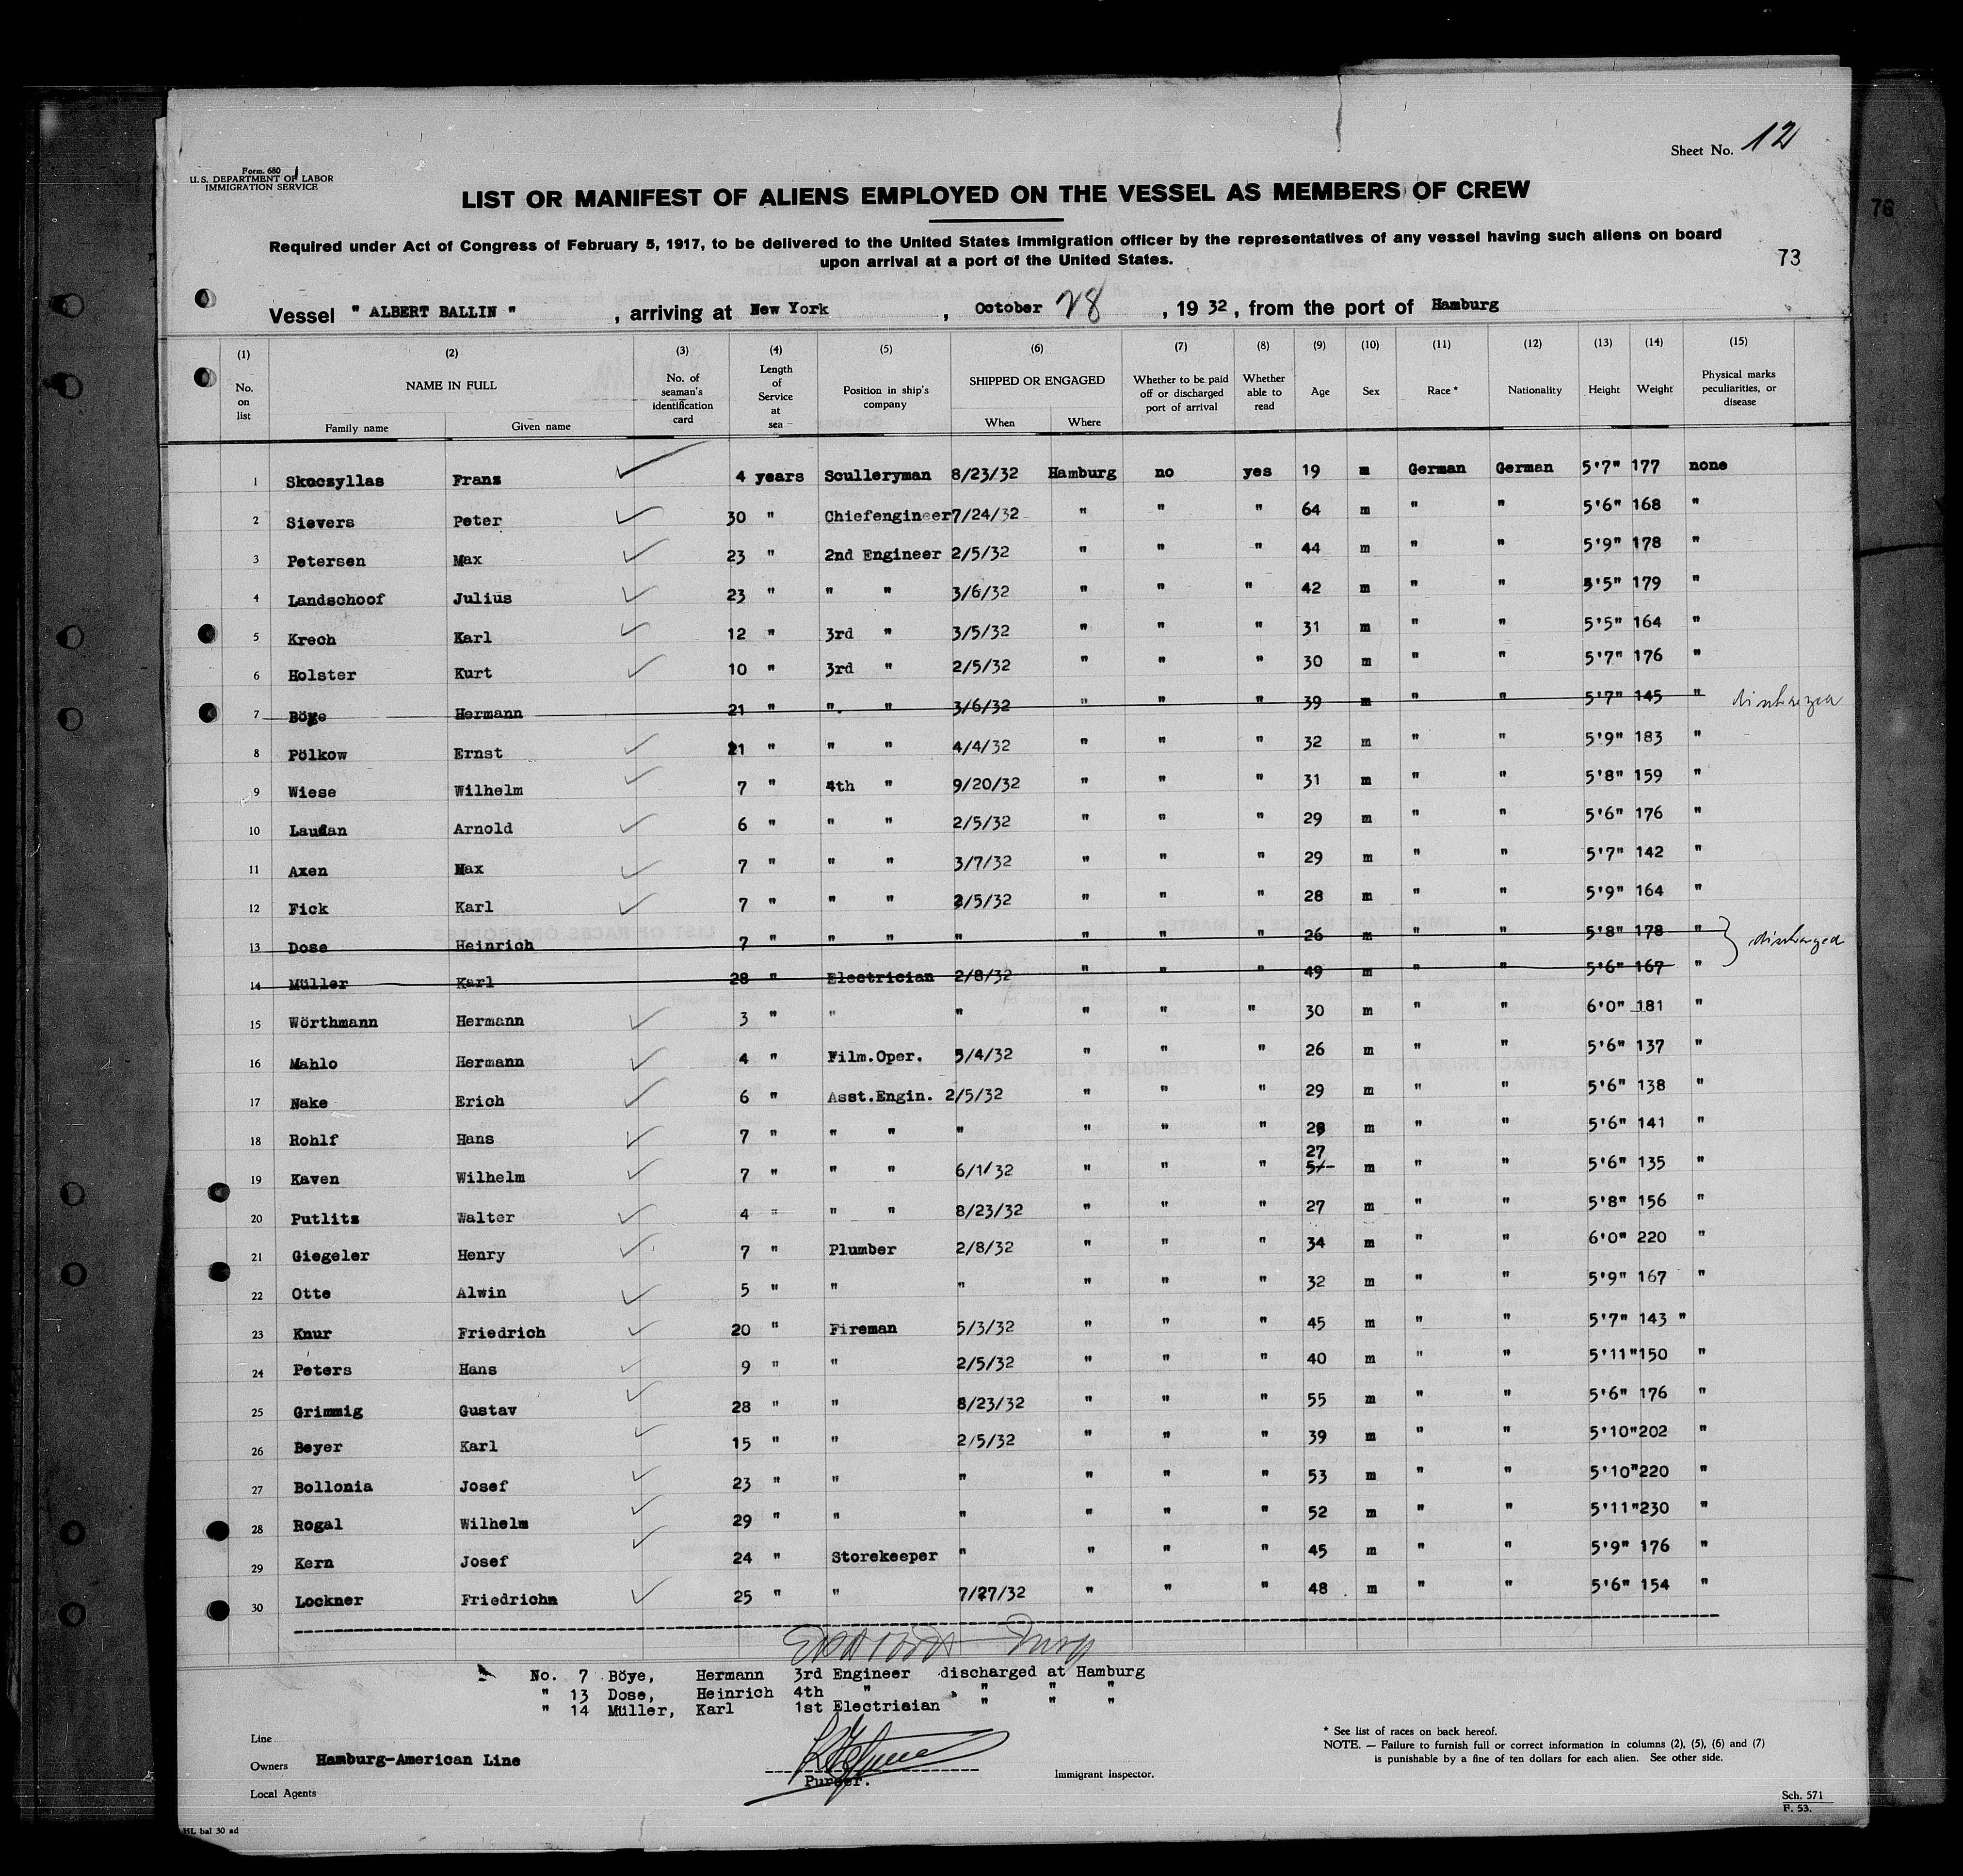 Sheet No. 12
Form. 680
U. S. DEPARTMENT OF LABOR
IMMIGRATION SERVICE
LIST OR MANIFEST OF ALIENS EMPLOYED ON THE VESSEL AS MEMBERS OF CREW
Required under Act of Congress of February 5, 1917, to be delivered to the United States immigration officer by the representatives of any vessel having such aliens on board
upon arrival at a port of the United States.
76
73
Vessel " ALBERT BALLIN " , arriving at New York , October 28 , 1932, from the port of Hamburg
(1) (2) (3) (4) (5) (6) (7) (8) (9) (10) (11) (12) (13) (14) (15)
No. on list NAME IN FULL Family name Given name No. of seaman's identification card Length of Service at sea Position in ship's company SHIPPED OR ENGAGED When Where Whether to be paid off or discharged port of arrival Whether able to read Age Sex Race * Nationality Height Weight Physical marks peculiarities, or disease
1 Skoczyllas Franz 4 years Sculleryman 8/23/32 Hamburg no yes 19 m German German 5'7" 177 none
2 Sievers Peter 30 " Chiefengineer 7/24/32 " " " 64 m " " 5'6" 168 "
3 Petersen Max 23 " 2nd Engineer 2/5/32 " " " 44 m " " 5'9" 178 "
4 Landschoof Julius 23 " " " 3/6/32 " " " 42 m " " 5'5" 179 "
5 Krech Karl 12 " 3rd " 3/5/32 " " " 31 m " " 5'5" 164 "
6 Holster Kurt 10 " 3rd " 2/5/32 " " " 30 m " " 5'7" 176 "
7 Böye Hermann 21 " " " 3/6/32 " " " 39 m " " 5'7" 145 " discharged
8 Pölkow Ernst 21 " " " 4/4/32 " " " 32 m " " 5'9" 183 "
9 Wiese Wilhelm 7 " 4th " 9/20/32 " " " 31 m " " 5'8" 159 "
10 Arnold 6 " " " 2/5/32 " " " 29 m " " 5'6" 176 "
11 Axen Max 7 " " " 3/7/32 " " " 29 m " " 5'7" 142 "
12 Fick Karl 7 " " " 2/5/32 " " " 28 m " " 5'9" 164 "
13 Dose Heinrich 7 " " " " " " " 26 m " " 5'8" 178 " discharged
14 Müller Karl 28 " Electrician 2/8/32 " " " 49 m " " 5'6" 167 "
15 Wörthmann Hermann 3 " " " " " " 30 m " " 6'0" 181 "
16 Mahlo Hermann 4 " Film.Oper. 5/4/32 " " " 26 m " " 5'6" 137 "
17 Nake Erich 6 " Asst.Engin. 2/5/32 " " " 29 m " " 5'6" 138 "
18 Rohlf Hans 7 " " " " " " " 28 m " " 5'6" 141 "
19 Kaven Wilhelm 7 " " " 6/1/32 " " " 27 m " " 5'6" 135 "
20 Putlitz Walter 4 " " " 8/23/32 " " " 27 m " " 5'8" 156 "
21 Giegeler Henry 7 " Plumber 2/8/32 " " " 34 m " " 6'0" 220 "
22 Otte Alwin 5 " " " " " " 32 m " " 5'9" 167 "
23 Knur Friedrich 20 " Fireman 5/3/32 " " " 45 m " " 5'7" 143 "
24 Peters Hans 9 " " 2/5/32 " " " 40 m " " 5'11" 150 "
25 Grimmig Gustav 28 " " 8/23/32 " " " 55 m " " 5'6" 176 "
26 Beyer Karl 15 " " 2/5/32 " " " 39 m " " 5'10" 202 "
27 Bollonia Josef 23 " " " " " " 53 m " " 5'10" 220 "
28 Rogal Wilhelm 29 " " " " " " 52 m " " 5'11" 230 "
29 Kern Josef 24 " Storekeeper " " " " 45 m " " 5'9" 176 "
30 Lockner Friedrich 25 " " 7/27/32 " " " 48 m " " 5'6" 154 "
No. 7 Böye, Hermann 3rd Engineer discharged at Hamburg
" 13 Dose, Heinrich 4th " " " "
" 14 Müller, Karl 1st Electriaian " " "
Line
Owners Hamburg-American Line
Local Agents
Purser.
Immigrant Inspector.
* See list of races on back hereof.
NOTE. — Failure to furnish full or correct information in columns (2), (5), (6) and (7)
is punishable by a fine of ten dollars for each alien. See other side.
Sch. 571
F. 53.
HL bal 30 ad